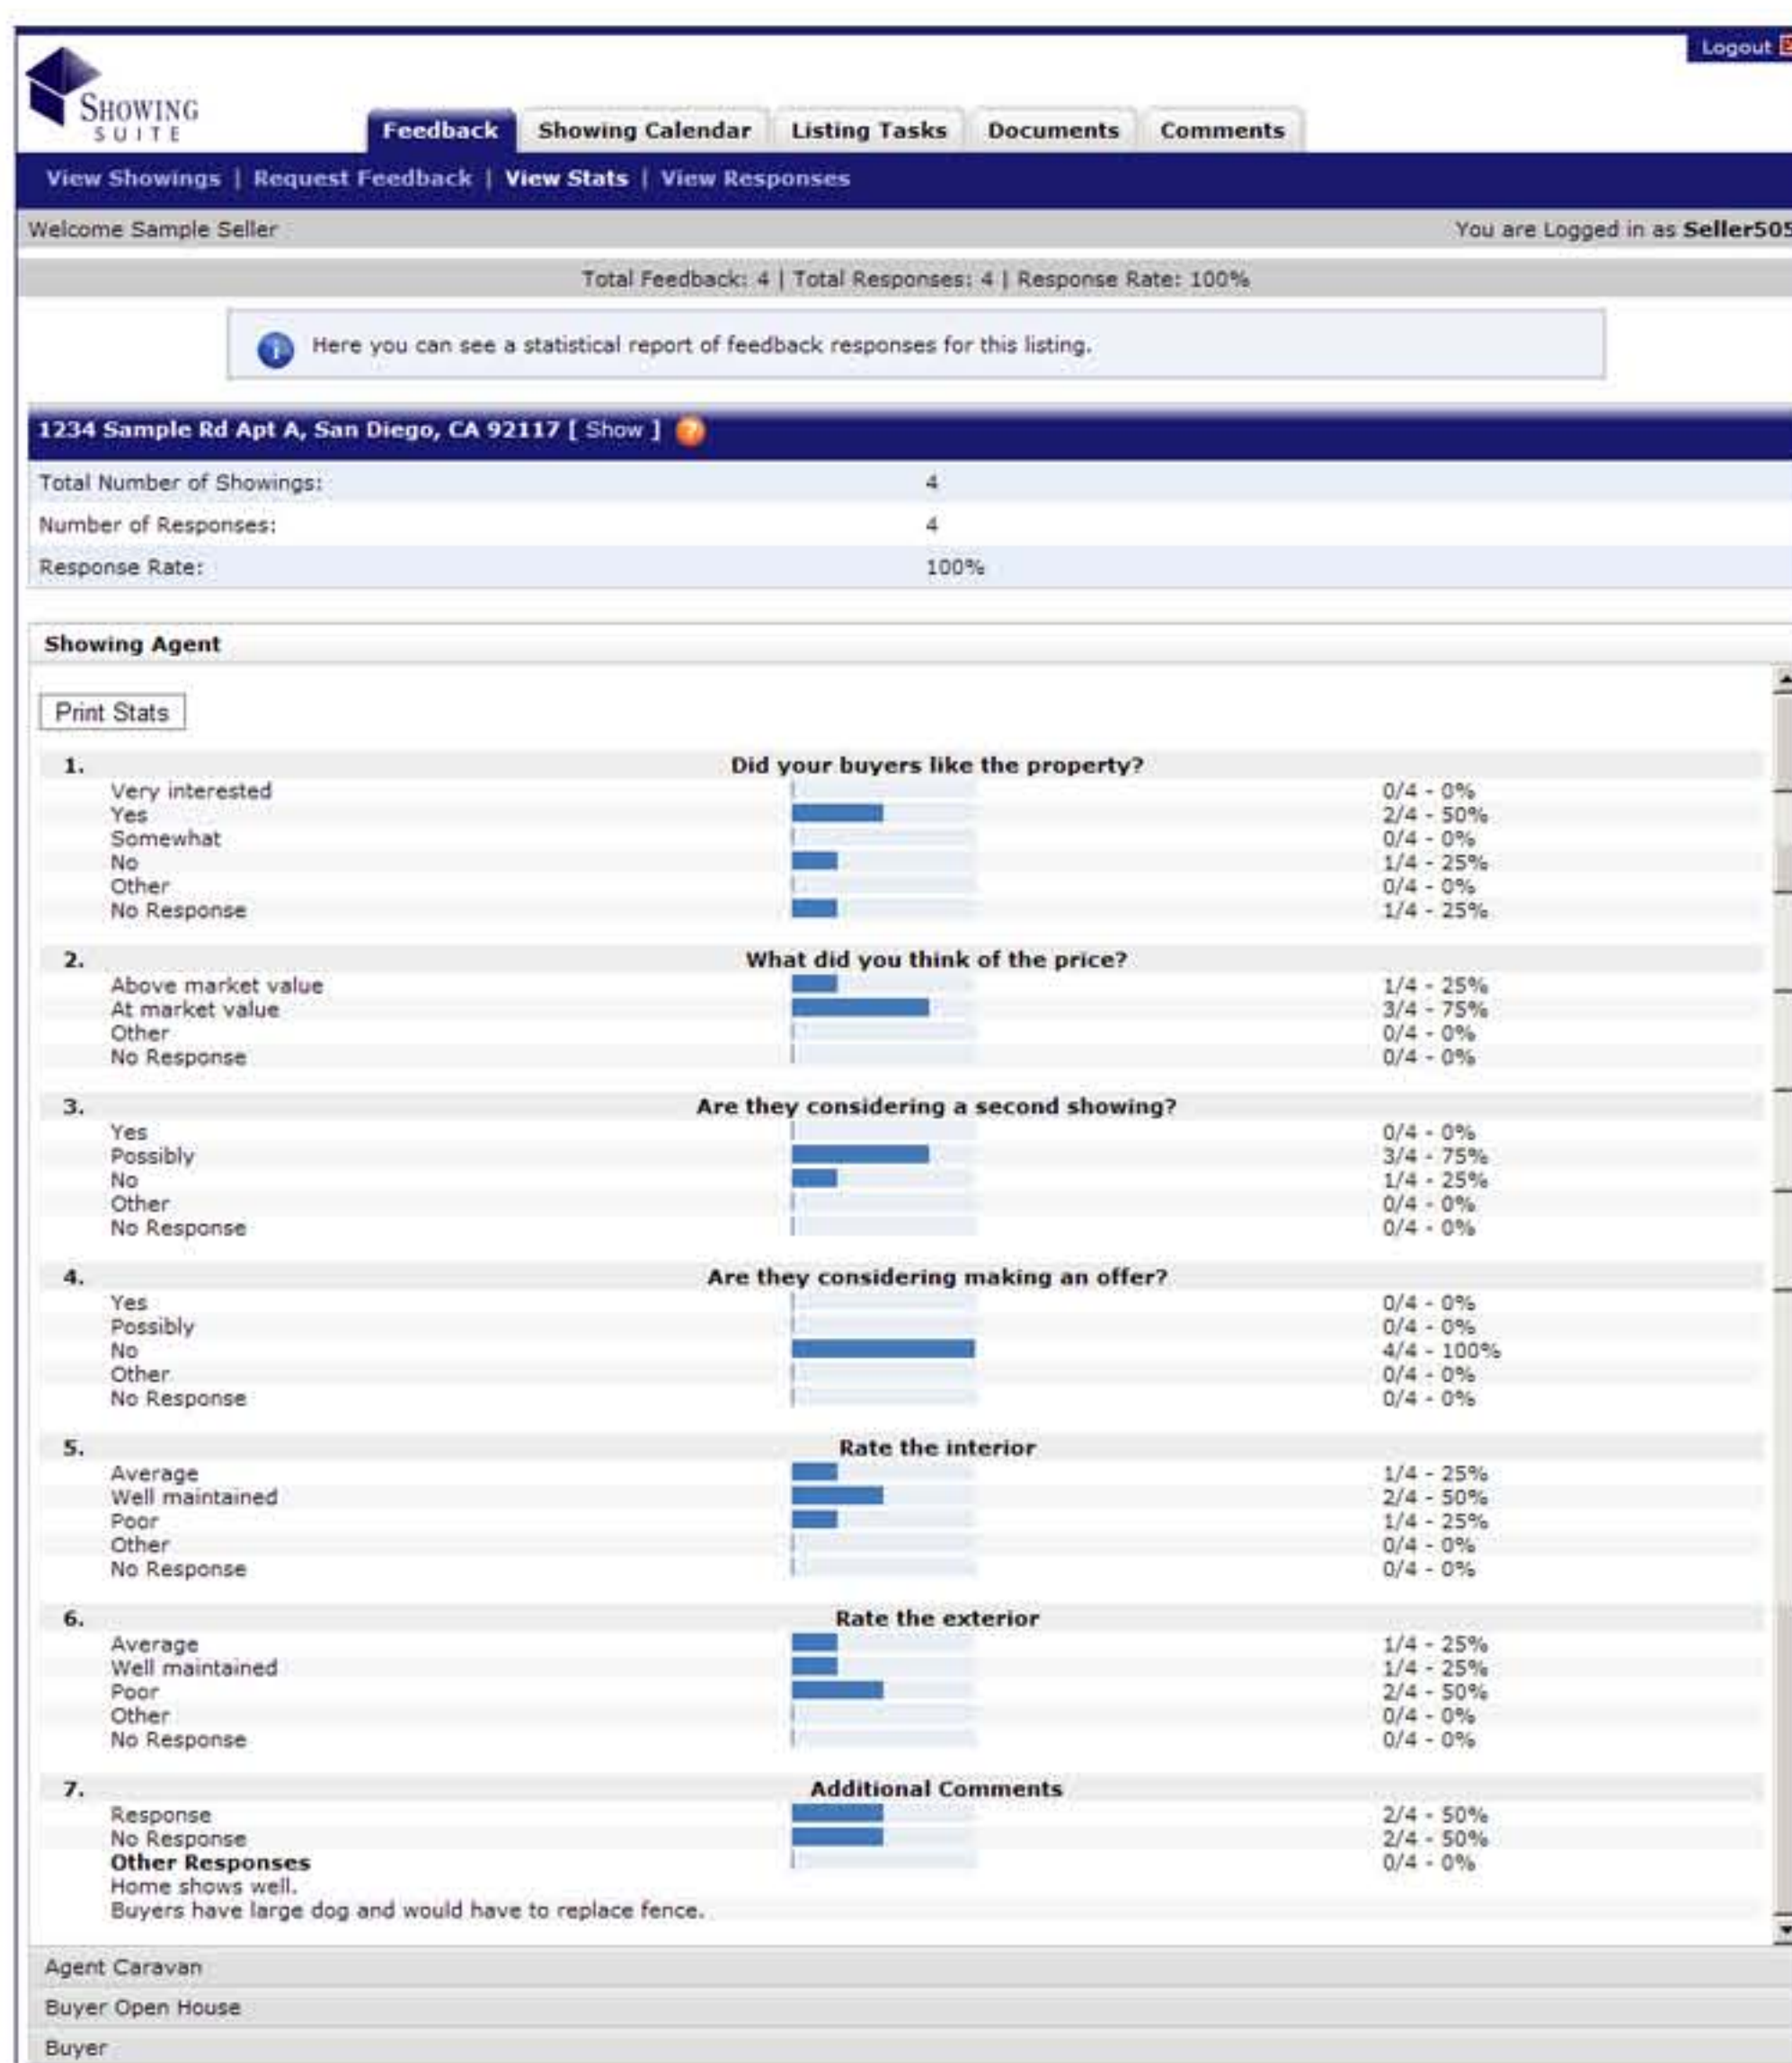 Logout
SHOWING
SUITE
Feedback Showing Calendar Listing Tasks Documents Comments
View Showings | Request Feedback | View Stats | View Responses
Welcome Sample Seller You are Logged in as Seller505
Total Feedback: 4 | Total Responses: 4 | Response Rate: 100%
Here you can see a statistical report of feedback responses for this listing.
1234 Sample Rd Apt A, San Diego, CA 92117 [ Show ] ?
Total Number of Showings: 4
Number of Responses: 4
Response Rate: 100%
Showing Agent
Print Stats
1. Did your buyers like the property?
Very interested 0/4 - 0%
Yes 2/4 - 50%
Somewhat 0/4 - 0%
No 1/4 - 25%
Other 0/4 - 0%
No Response 1/4 - 25%
2. What did you think of the price?
Above market value 1/4 - 25%
At market value 3/4 - 75%
Other 0/4 - 0%
No Response 0/4 - 0%
3. Are they considering a second showing?
Yes 0/4 - 0%
Possibly 3/4 - 75%
No 1/4 - 25%
Other 0/4 - 0%
No Response 0/4 - 0%
4. Are they considering making an offer?
Yes 0/4 - 0%
Possibly 0/4 - 0%
No 4/4 - 100%
Other 0/4 - 0%
No Response 0/4 - 0%
5. Rate the interior
Average 1/4 - 25%
Well maintained 2/4 - 50%
Poor 1/4 - 25%
Other 0/4 - 0%
No Response 0/4 - 0%
6. Rate the exterior
Average 1/4 - 25%
Well maintained 1/4 - 25%
Poor 2/4 - 50%
Other 0/4 - 0%
No Response 0/4 - 0%
7. Additional Comments
Response 2/4 - 50%
No Response 2/4 - 50%
Other Responses 0/4 - 0%
Home shows well.
Buyers have large dog and would have to replace fence.
Agent Caravan
Buyer Open House
Buyer